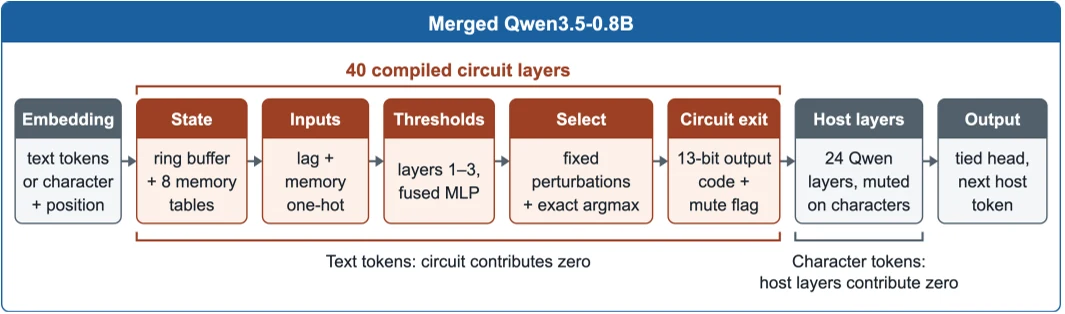 Merged Qwen3.5-0.8B
40 compiled circuit layers
Embedding
text tokens
or character
+ position
State
ring buffer
+ 8 memory
tables
Inputs
lag +
memory
one-hot
Thresholds
layers 1–3,
fused MLP
Select
fixed
perturbations
+ exact argmax
Circuit exit
13-bit output
code +
mute flag
Host layers
24 Qwen
layers, muted
on characters
Output
tied head,
next host
token
Text tokens: circuit contributes zero
Character tokens:
host layers contribute zero